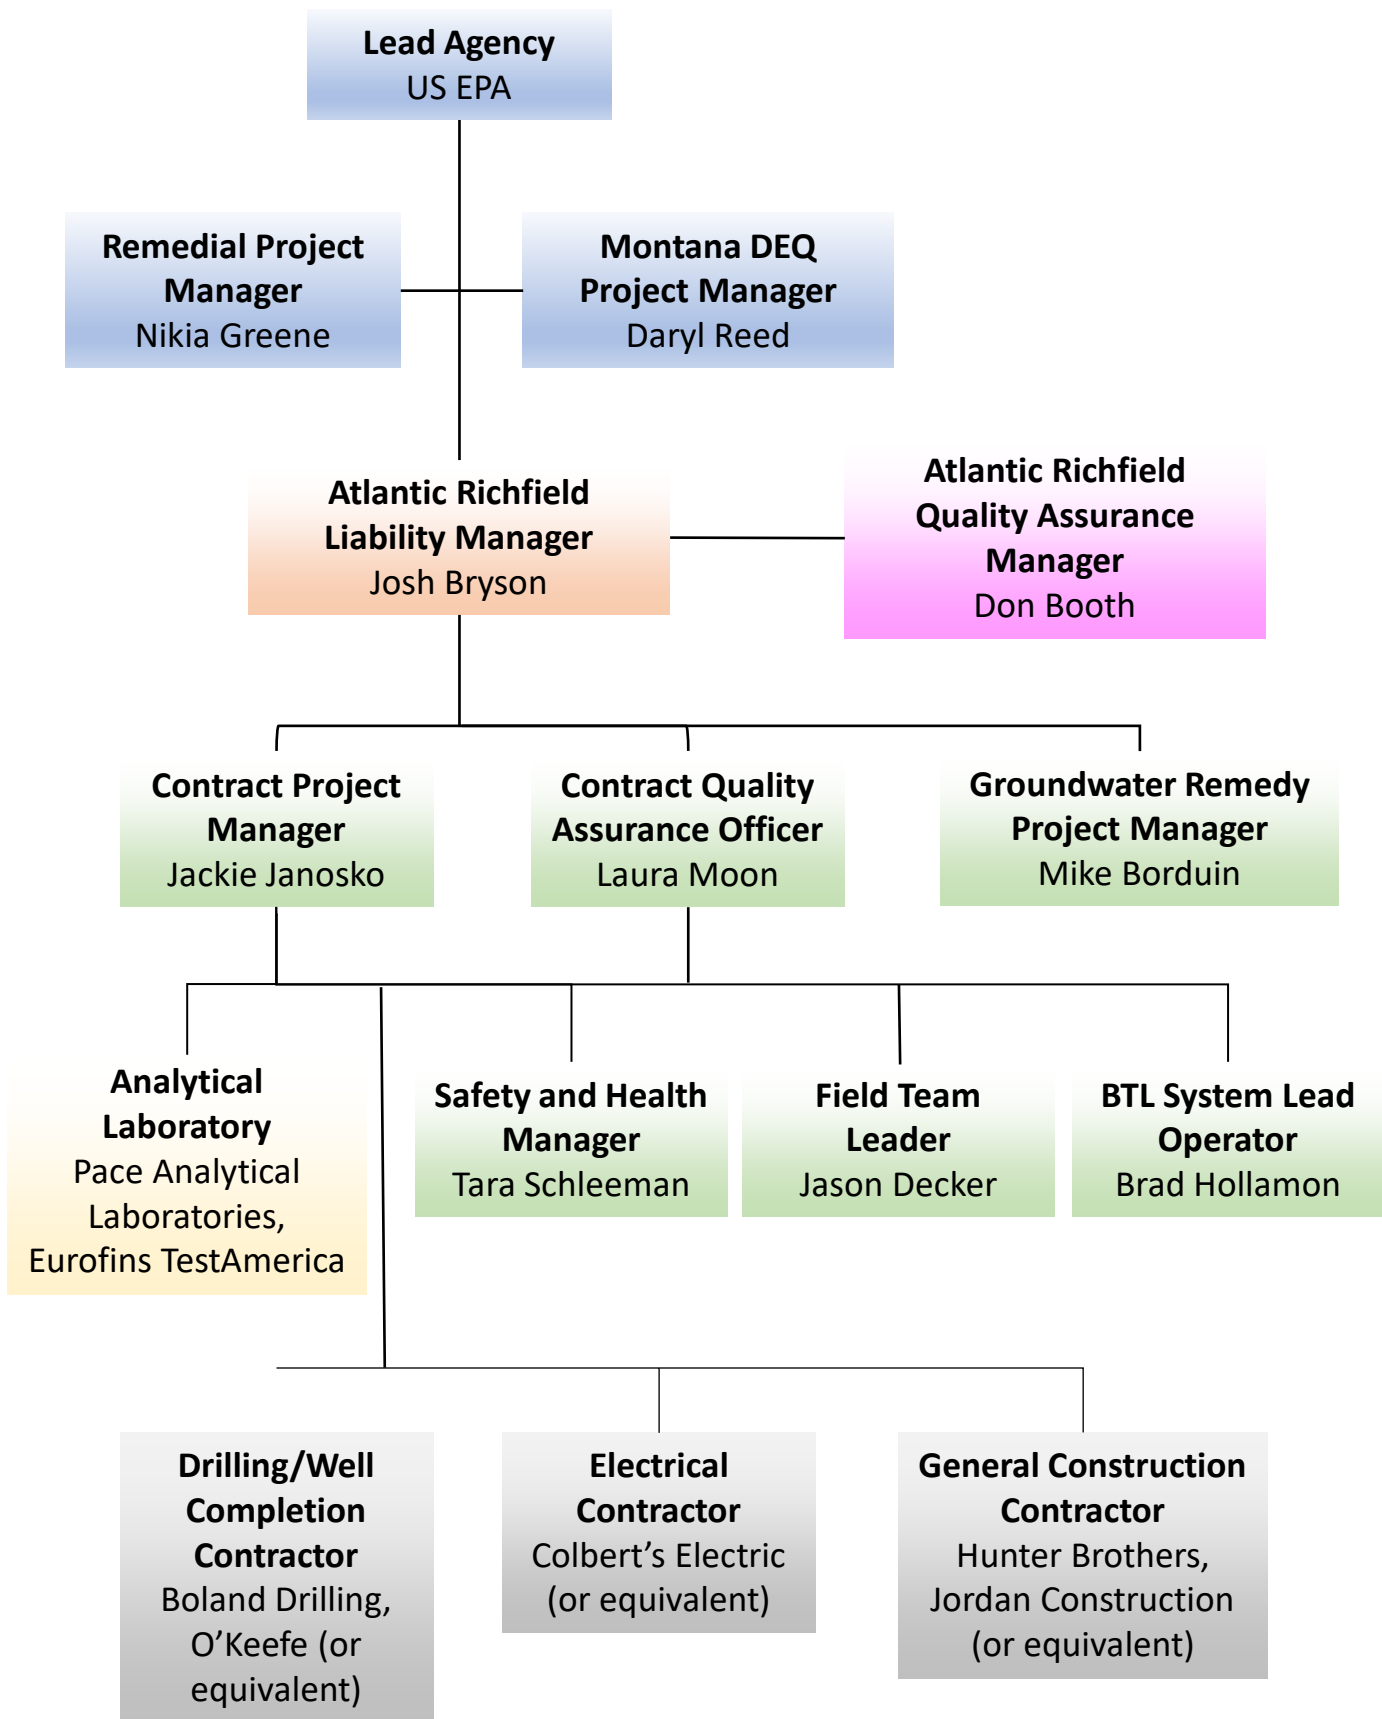 Lead Agency
US EPA
Remedial Project
Manager
Nikia Greene
Montana DEQ
Project Manager
Daryl Reed
Atlantic Richfield
Liability Manager
Josh Bryson
Atlantic Richfield
Quality Assurance
Manager
Don Booth
Contract Project
Manager
Jackie Janosko
Contract Quality
Assurance Officer
Laura Moon
Groundwater Remedy
Project Manager
Mike Borduin
Analytical
Laboratory
Pace Analytical
Laboratories,
Eurofins TestAmerica
Safety and Health
Manager
Tara Schleeman
Field Team
Leader
Jason Decker
BTL System Lead
Operator
Brad Hollamon
Drilling/Well
Completion
Contractor
Boland Drilling,
O’Keefe (or
equivalent)
Electrical
Contractor
Colbert’s Electric
(or equivalent)
General Construction
Contractor
Hunter Brothers,
Jordan Construction
(or equivalent)